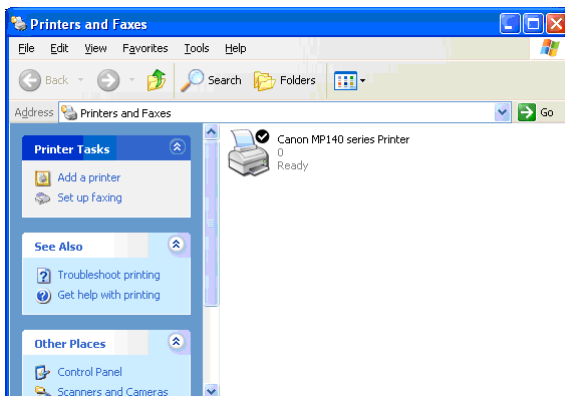 Printers and Faxes
File Edit View Favorites Tools Help
Back Search Folders
Address Printers and Faxes Go
Printer Tasks
Add a printer
Set up faxing
See Also
Troubleshoot printing
Get help with printing
Other Places
Control Panel
Scanners and Cameras
Canon MP140 series Printer
0
Ready